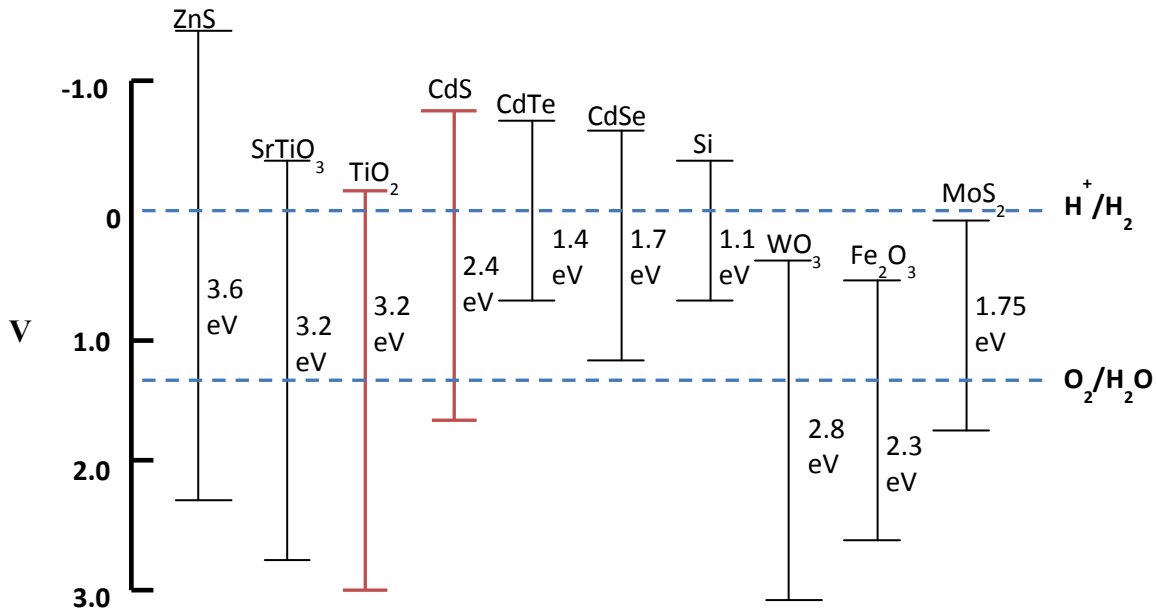 ZnS
-1.0
CdS
CdTe
CdSe
SrTiO₃
TiO₂
Si
0
MoS₂
H⁺/H₂
WO₃
Fe₂O₃
3.6
eV
3.2
eV
3.2
eV
2.4
eV
1.4
eV
1.7
eV
1.1
eV
1.75
eV
V
1.0
O₂/H₂O
2.8
eV
2.3
eV
2.0
3.0